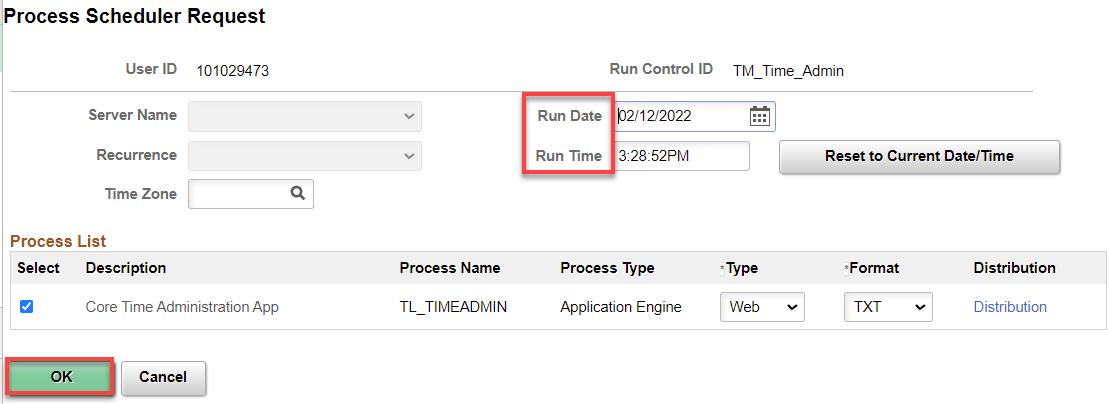 Process Scheduler Request
User ID 101029473 Run Control ID TM_Time_Admin
Server Name Run Date 02/12/2022
Recurrence Run Time 3:28:52PM Reset to Current Date/Time
Time Zone
Process List
Select Description Process Name Process Type *Type *Format Distribution
Core Time Administration App TL_TIMEADMIN Application Engine Web TXT Distribution
OK Cancel